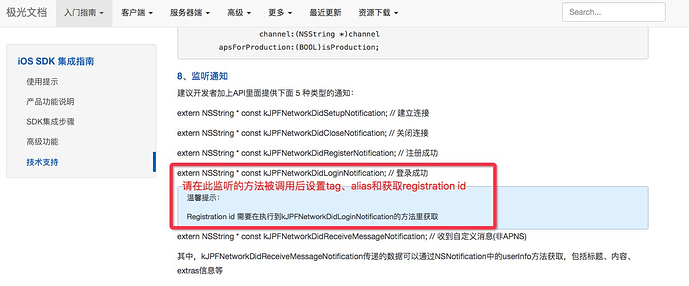 极光文档 入门指南 客户端 服务器端 高级 更多 最近更新 资源下载 Search...
iOS SDK 集成指南
使用提示
产品功能说明
SDK集成步骤
高级功能
技术支持
channel:(NSString *)channel
apsForProduction:(BOOL)isProduction;
8、监听通知
建议开发者加上API里面提供下面 5 种类型的通知：
extern NSString * const kJPFNetworkDidSetupNotification; // 建立连接
extern NSString * const kJPFNetworkDidCloseNotification; // 关闭连接
extern NSString * const kJPFNetworkDidRegisterNotification; // 注册成功
extern NSString * const kJPFNetworkDidLoginNotification; // 登录成功
请在此监听的方法被调用后设置tag、alias和获取registration id
温馨提示：
Registration id 需要在执行到kJPFNetworkDidLoginNotification的方法里获取
extern NSString * const kJPFNetworkDidReceiveMessageNotification; // 收到自定义消息(非APNS)
其中，kJPFNetworkDidReceiveMessageNotification传递的数据可以通过NSNotification中的userInfo方法获取，包括标题、内容、
extras信息等